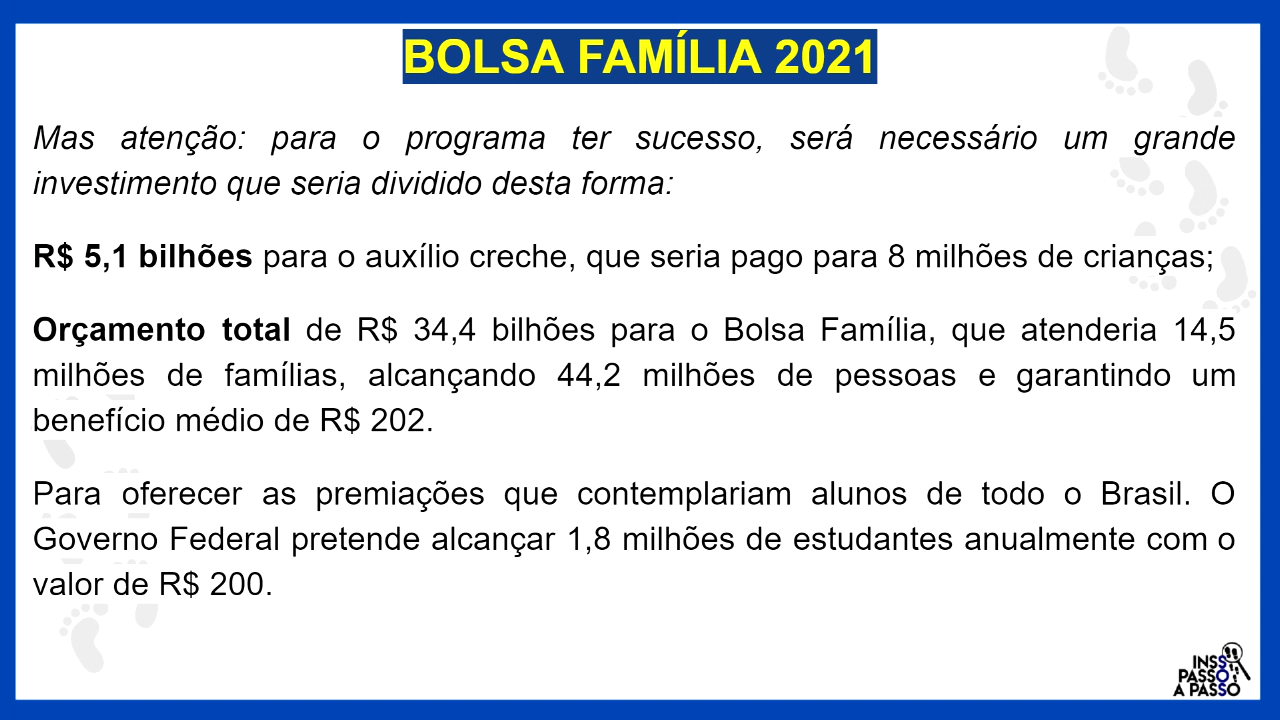 BOLSA FAMÍLIA 2021
Mas atenção: para o programa ter sucesso, será necessário um grande
investimento que seria dividido desta forma:
R$ 5,1 bilhões para o auxílio creche, que seria pago para 8 milhões de crianças;
Orçamento total de R$ 34,4 bilhões para o Bolsa Família, que atenderia 14,5
milhões de famílias, alcançando 44,2 milhões de pessoas e garantindo um
benefício médio de R$ 202.
Para oferecer as premiações que contemplariam alunos de todo o Brasil. O
Governo Federal pretende alcançar 1,8 milhões de estudantes anualmente com o
valor de R$ 200.
INSS
PASSO
A PASSO